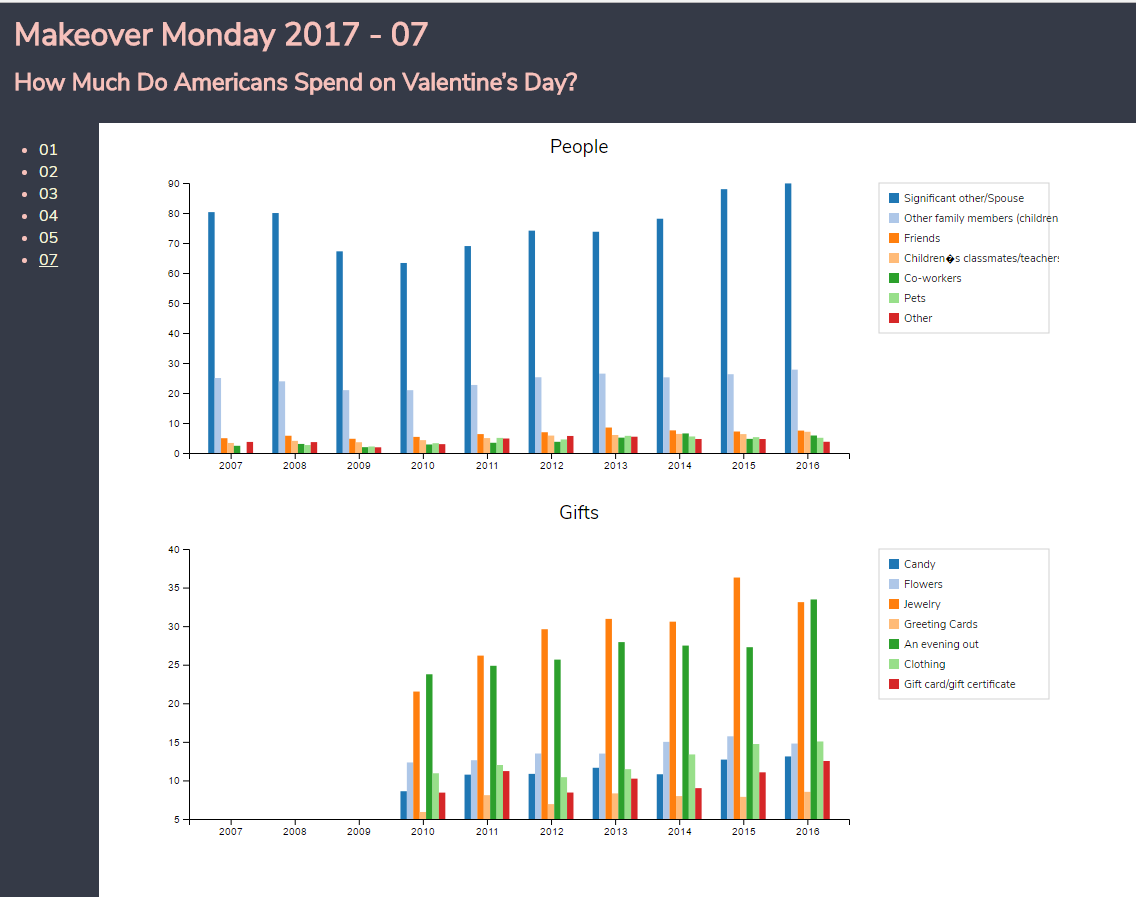 Makeover Monday 2017 - 07
How Much Do Americans Spend on Valentine's Day?
01
02
03
04
05
07
People
90
80
70
60
50
40
30
20
10
0
2007 2008 2009 2010 2011 2012 2013 2014 2015 2016
Significant other/Spouse
Other family members (children
Friends
Children�s classmates/teachers
Co-workers
Pets
Other
Gifts
40
35
30
25
20
15
10
5
2007 2008 2009 2010 2011 2012 2013 2014 2015 2016
Candy
Flowers
Jewelry
Greeting Cards
An evening out
Clothing
Gift card/gift certificate